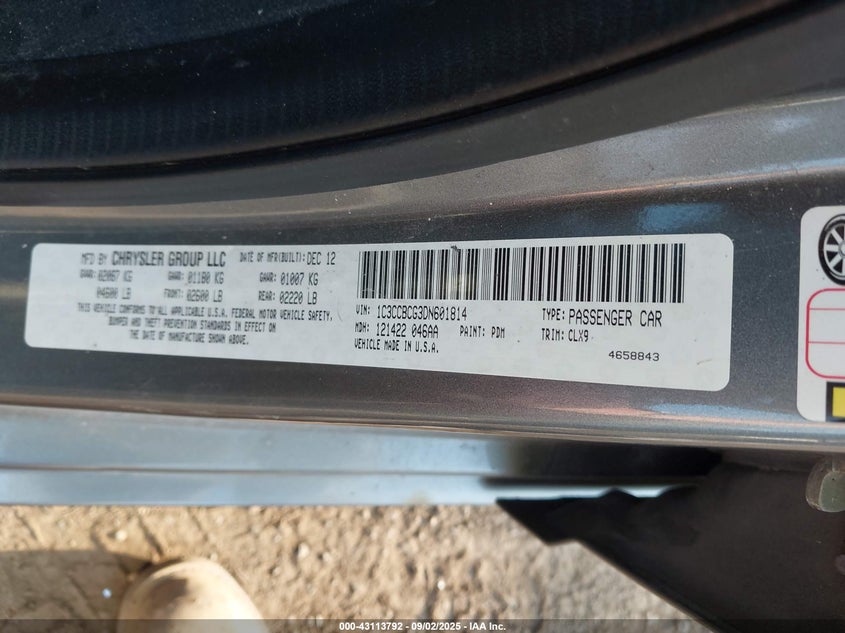 MFD BY CHRYSLER GROUP LLC DATE OF MFR(BUILT): DEC 12
GVWR: 02087 KG GAWR: 01180 KG GAWR: 01007 KG
04600 LB FRONT: 02600 LB REAR: 02220 LB
THIS VEHICLE CONFORMS TO ALL APPLICABLE U.S.A. FEDERAL MOTOR VEHICLE SAFETY,
BUMPER AND THEFT PREVENTION STANDARDS IN EFFECT ON
THE DATE OF MANUFACTURE SHOWN ABOVE.
VIN: 1C3CCBCG3DN601814 TYPE: PASSENGER CAR
MDH: 121422 046AA PAINT: PDM TRIM: CLX9
VEHICLE MADE IN U.S.A.
4658843
000-43113792 - 09/02/2025 - IAA Inc.